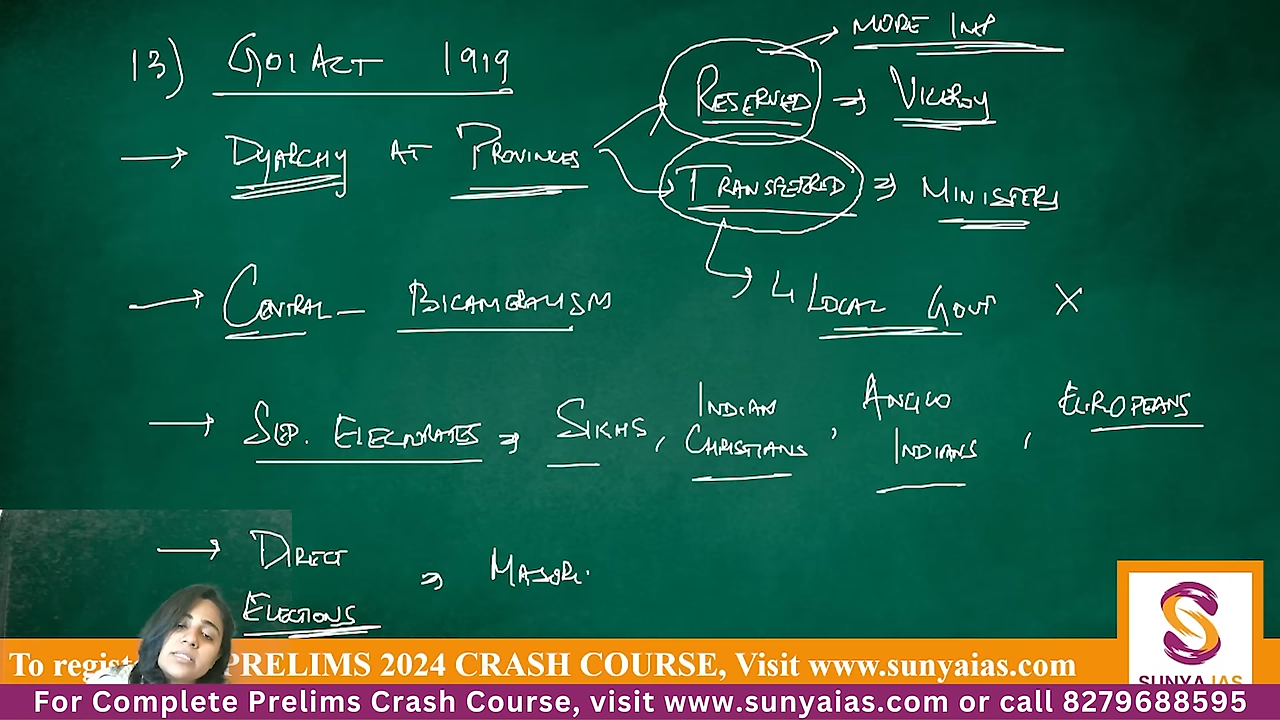 13) GOI ACT 1919
MORE IMP
RESERVED ⇒ VICEROY
→ DYARCHY AT PROVINCES
TRANSFERRED ⇒ MINISTERS
→ CENTRAL – BICAMERALISM
↳ LOCAL GOVT X
→ SEP. ELECTORATES ⇒ SIKHS, INDIAN CHRISTIANS, ANGLO INDIANS, EUROPEANS
→ DIRECT ELECTIONS ⇒ MAJORI
To regist PRELIMS 2024 CRASH COURSE, Visit www.sunyaias.com
SUNYA IAS
For Complete Prelims Crash Course, visit www.sunyaias.com or call 8279688595